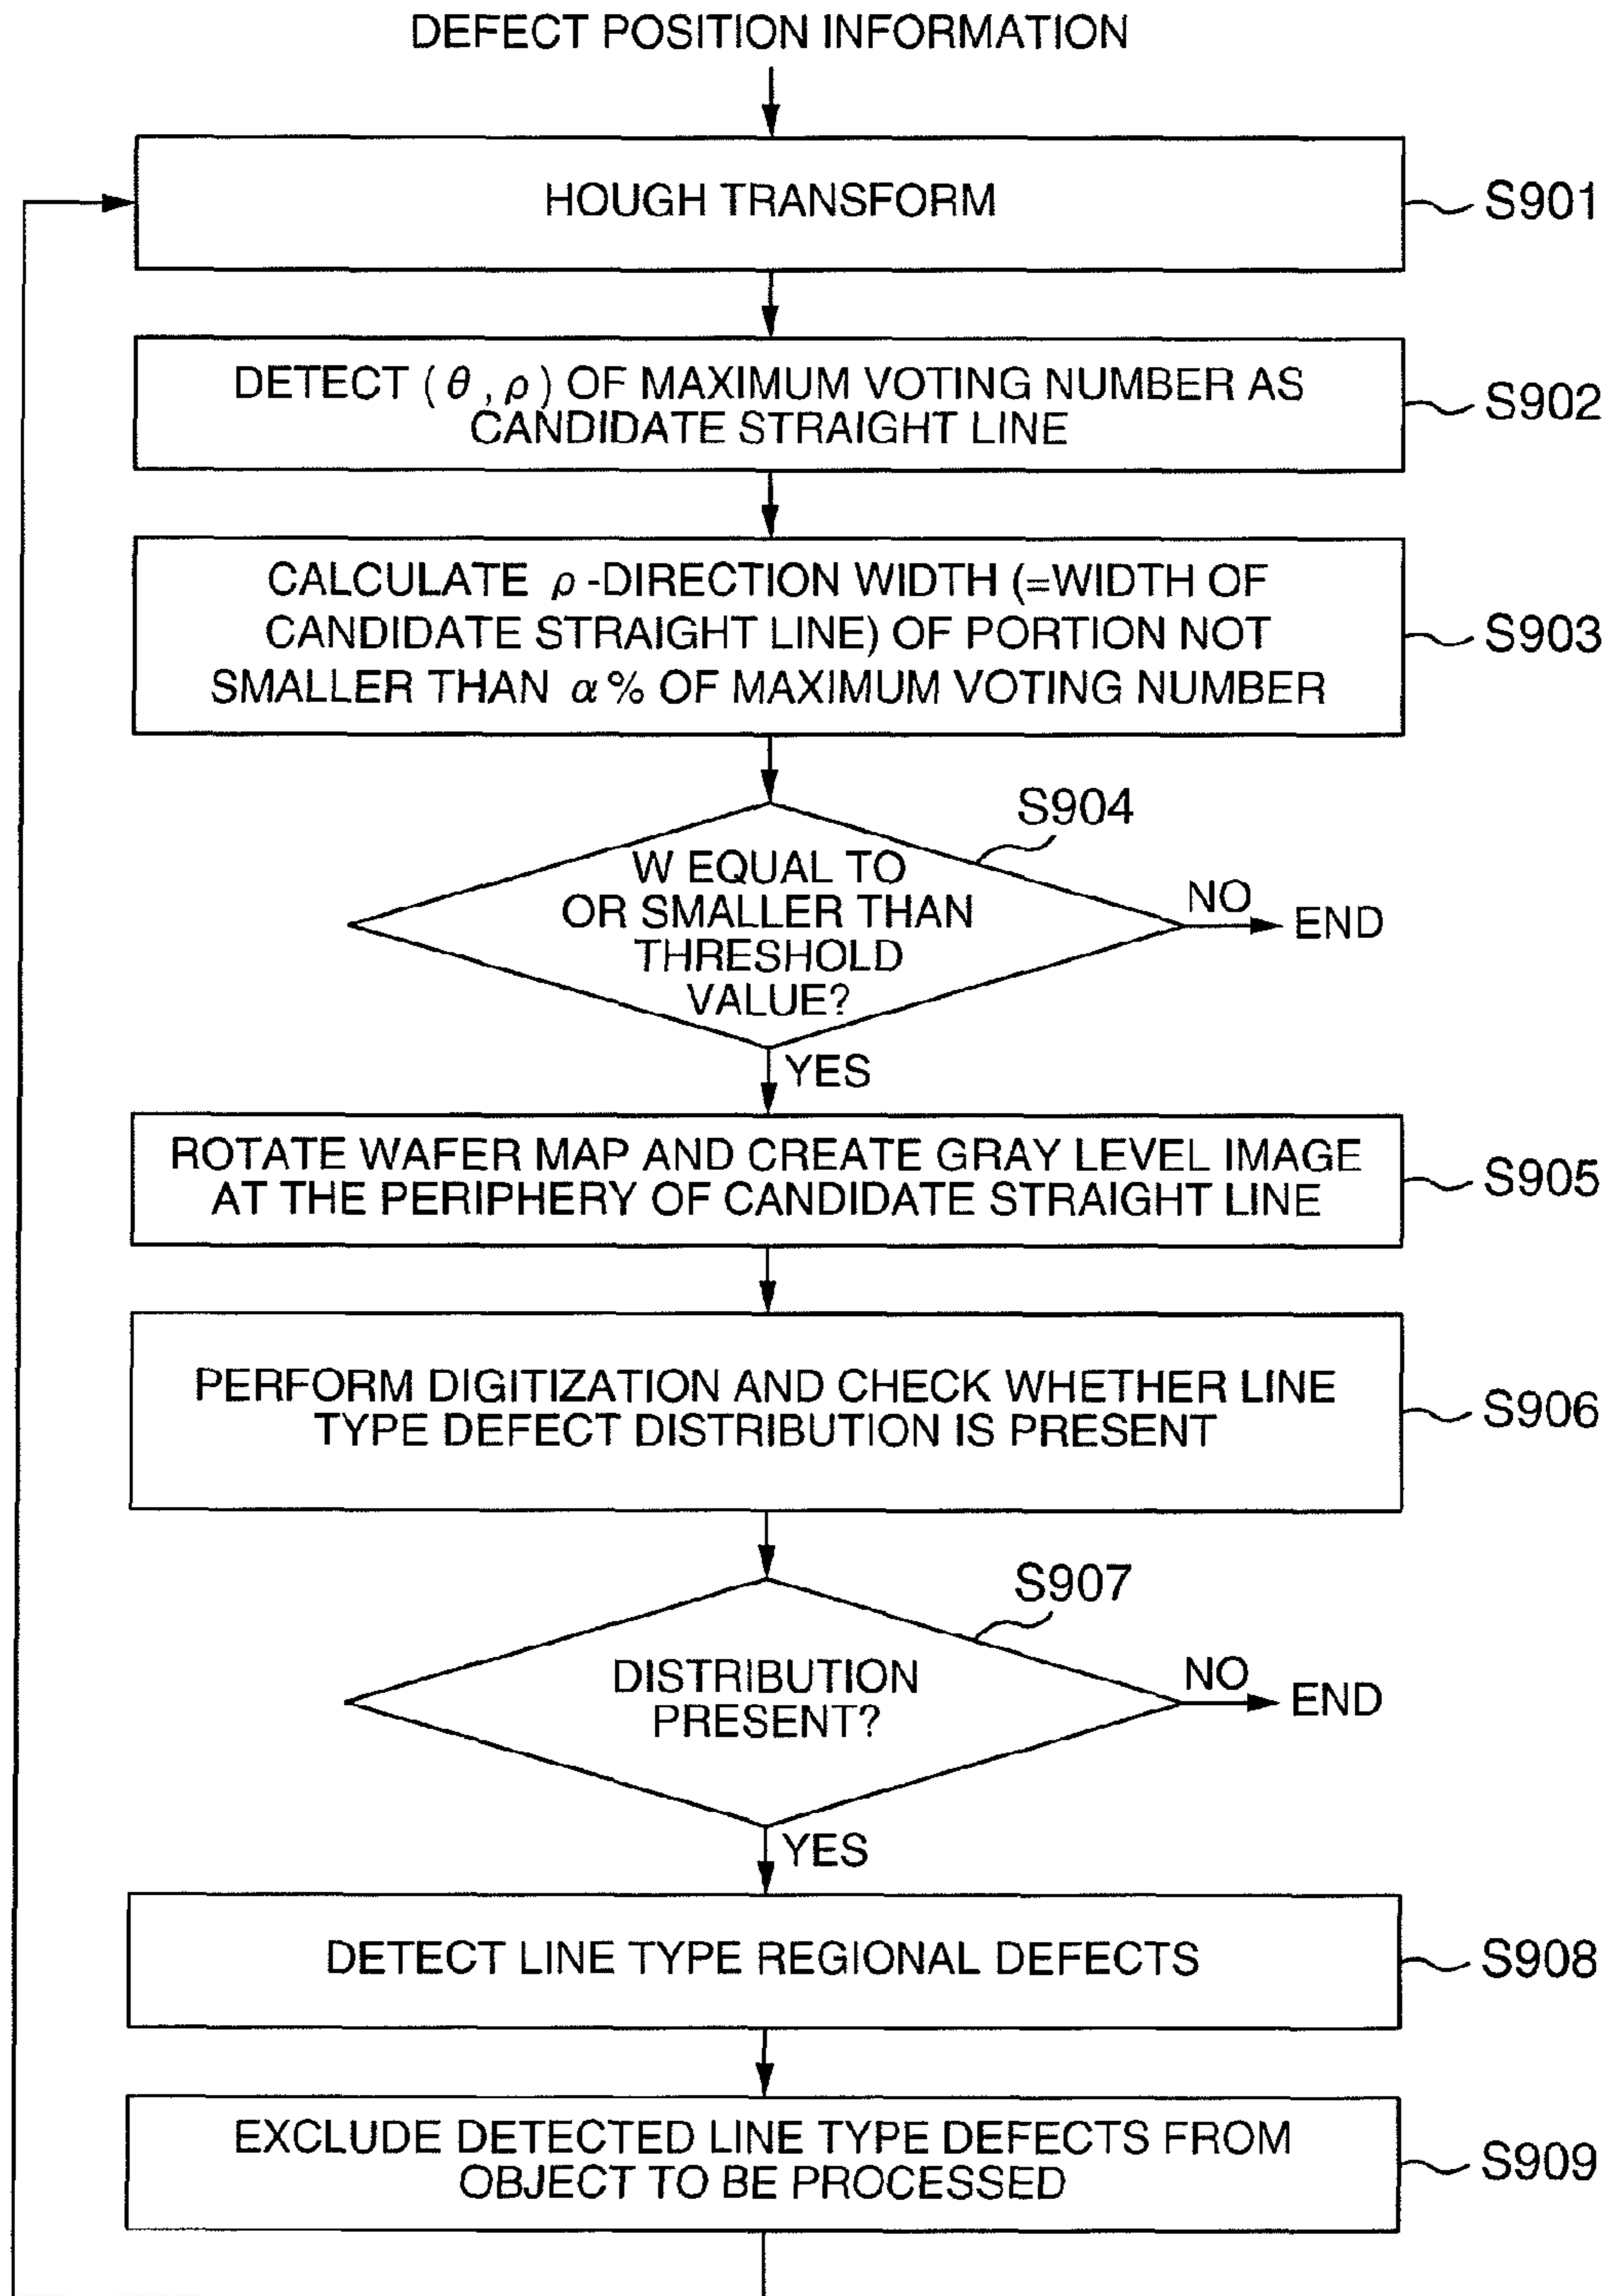 DEFECT POSITION INFORMATION
HOUGH TRANSFORM
S901
DETECT (θ, ρ) OF MAXIMUM VOTING NUMBER AS
CANDIDATE STRAIGHT LINE
S902
CALCULATE ρ-DIRECTION WIDTH (=WIDTH OF
CANDIDATE STRAIGHT LINE) OF PORTION NOT
SMALLER THAN α% OF MAXIMUM VOTING NUMBER
S903
S904
W EQUAL TO
OR SMALLER THAN
THRESHOLD
VALUE?
NO
END
YES
ROTATE WAFER MAP AND CREATE GRAY LEVEL IMAGE
AT THE PERIPHERY OF CANDIDATE STRAIGHT LINE
S905
PERFORM DIGITIZATION AND CHECK WHETHER LINE
TYPE DEFECT DISTRIBUTION IS PRESENT
S906
S907
DISTRIBUTION
PRESENT?
NO
END
YES
DETECT LINE TYPE REGIONAL DEFECTS
S908
EXCLUDE DETECTED LINE TYPE DEFECTS FROM
OBJECT TO BE PROCESSED
S909